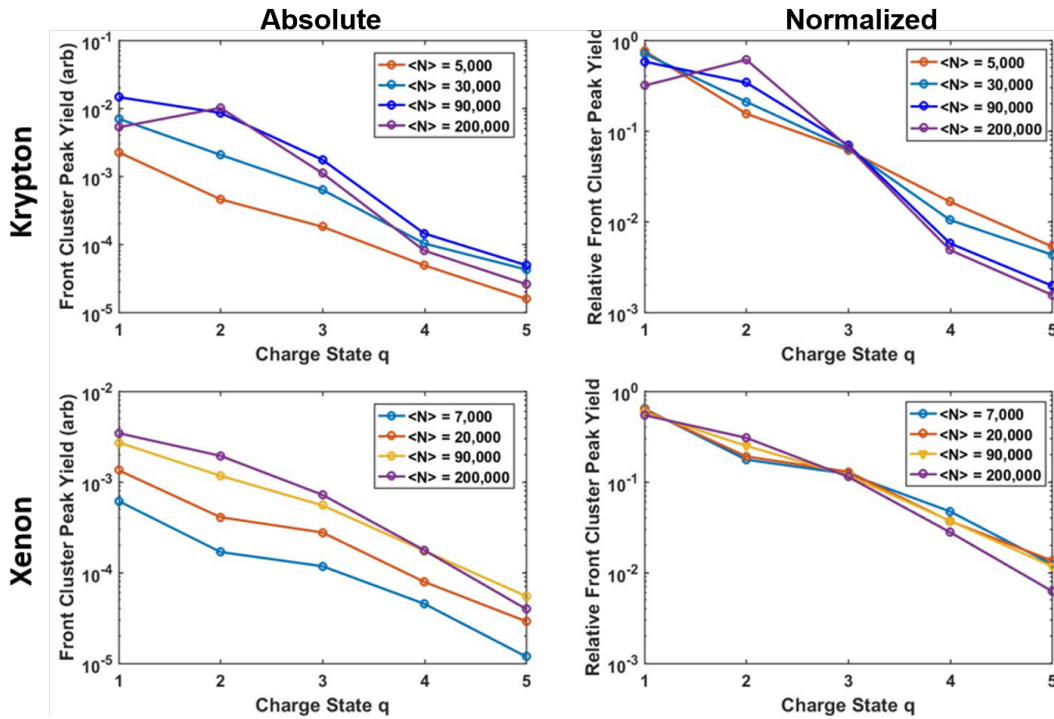 Absolute
Normalized
Krypton
Front Cluster Peak Yield (arb)
10-1
10-2
10-3
10-4
10-5
1 2 3 4 5
Charge State q
<N> = 5,000
<N> = 30,000
<N> = 90,000
<N> = 200,000
Relative Front Cluster Peak Yield
100
10-1
10-2
10-3
1 2 3 4 5
Charge State q
<N> = 5,000
<N> = 30,000
<N> = 90,000
<N> = 200,000
Xenon
Front Cluster Peak Yield (arb)
10-2
10-3
10-4
10-5
1 2 3 4 5
Charge State q
<N> = 7,000
<N> = 20,000
<N> = 90,000
<N> = 200,000
Relative Front Cluster Peak Yield
100
10-1
10-2
10-3
1 2 3 4 5
Charge State q
<N> = 7,000
<N> = 20,000
<N> = 90,000
<N> = 200,000